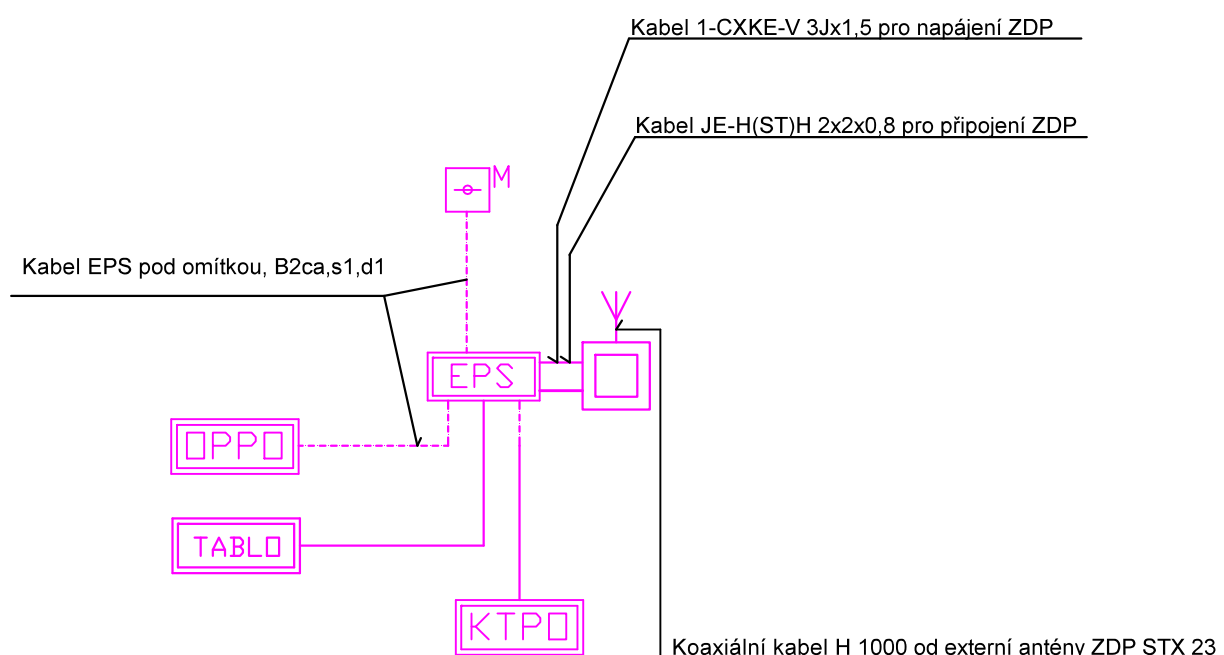 Kabel 1-CXKE-V 3Jx1,5 pro napájení ZDP
Kabel JE-H(ST)H 2x2x0,8 pro připojení ZDP
M
Kabel EPS pod omítkou, B2ca,s1,d1
EPS
OPPO
TABLO
KTPO
Koaxiální kabel H 1000 od externí antény ZDP STX 23